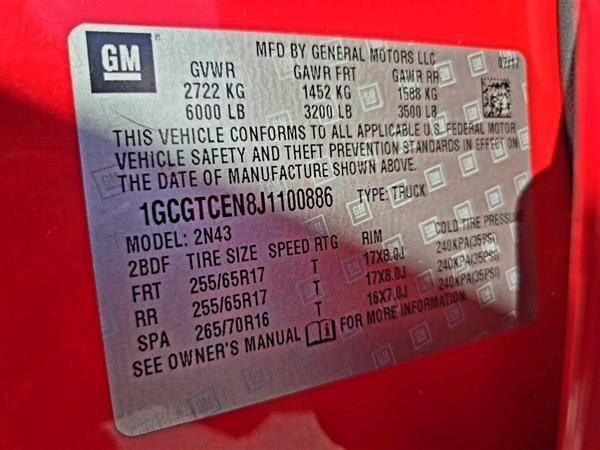 GM
MFD BY GENERAL MOTORS LLC 07/17
GVWR GAWR FRT GAWR RR
2722 KG 1452 KG 1588 KG
6000 LB 3200 LB 3500 LB
THIS VEHICLE CONFORMS TO ALL APPLICABLE U.S. FEDERAL MOTOR
VEHICLE SAFETY AND THEFT PREVENTION STANDARDS IN EFFECT ON
THE DATE OF MANUFACTURE SHOWN ABOVE.
1GCGTCEN8J1100886 TYPE: TRUCK
MODEL: 2N43
2BDF TIRE SIZE SPEED RTG RIM COLD TIRE PRESSURE
FRT 255/65R17 T 17X8.0J 240KPA(35PSI)
RR 255/65R17 T 17X8.0J 240KPA(35PSI)
SPA 265/70R16 T 16X7.0J 240KPA(35PSI)
SEE OWNER'S MANUAL FOR MORE INFORMATION